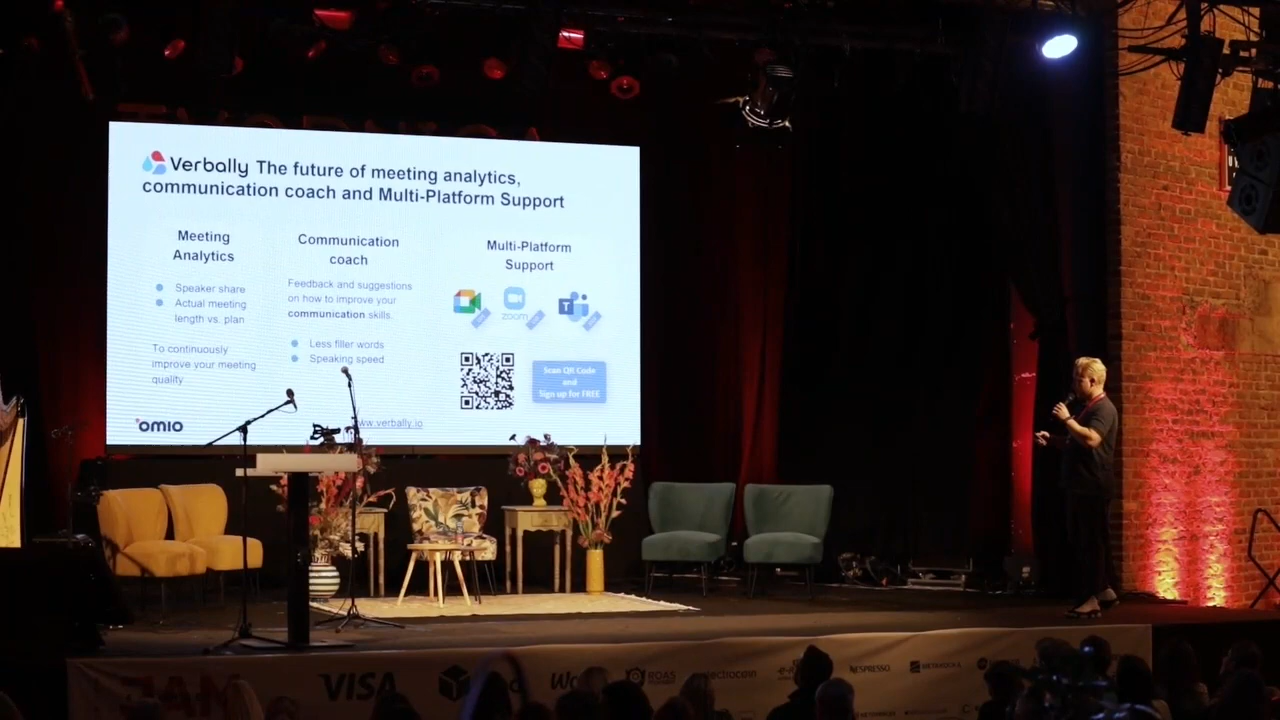 Verbally The future of meeting analytics,
communication coach and Multi-Platform Support
Meeting
Analytics
Speaker share
Actual meeting
length vs. plan
To continuously
improve your meeting
quality
Communication
coach
Feedback and suggestions
on how to improve your
communication skills.
Less filler words
Speaking speed
Multi-Platform
Support
zoom
T
Scan QR Code
and
Sign up for FREE
omio
www.verbally.io
VISA
ROAS
NESPRESSO